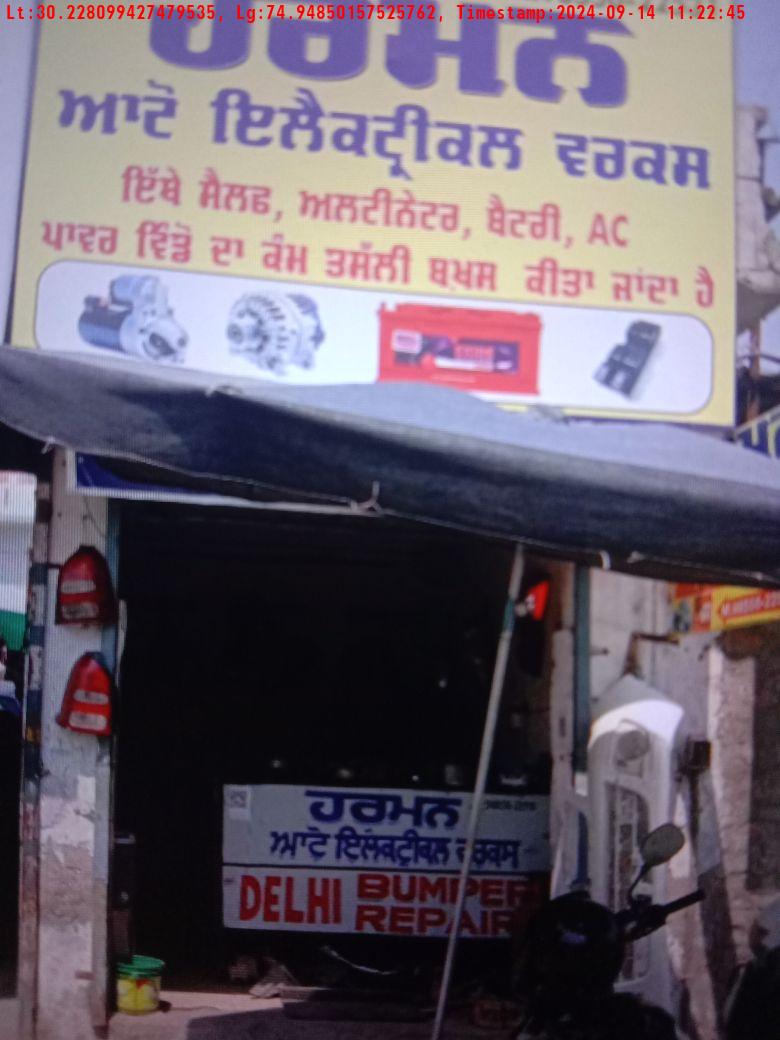 Lt:30.228099427479535, Lg:74.94850157525762, Timestamp:2024-09-14 11:22:45
ਹਰਮਨ
ਆਟੋ ਇਲੈਕਟ੍ਰੀਕਲ ਵਰਕਸ
ਇੱਥੇ ਸੈਲਫ, ਅਲਟੀਨੇਟਰ, ਬੈਟਰੀ, AC
ਪਾਵਰ ਵਿੰਡੋ ਦਾ ਕੰਮ ਤਸੱਲੀ ਬਖ਼ਸ ਕੀਤਾ ਜਾਂਦਾ ਹੈ
ਹਰਮਨ
ਆਟੋ ਇਲੈਕਟ੍ਰੀਕਲ ਵਰਕਸ
DELHI BUMPER
REPAIR